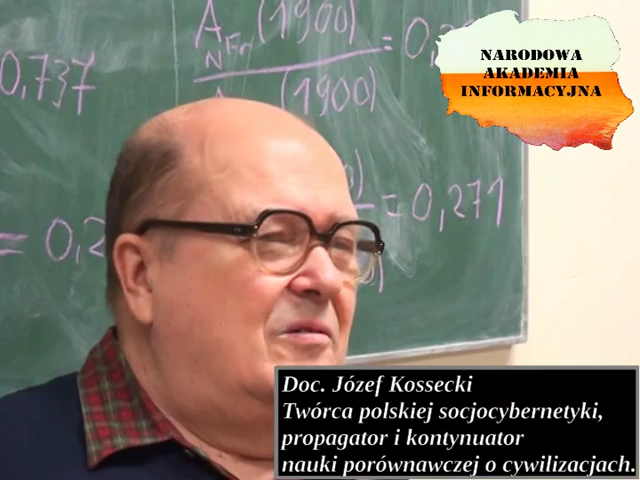 NARODOWA
AKADEMIA
INFORMACYJNA
(1900)
0,737
(1900)
= 0,271
Doc. Józef Kossecki
Twórca polskiej socjocybernetyki,
propagator i kontynuator
nauki porównawczej o cywilizacjach.